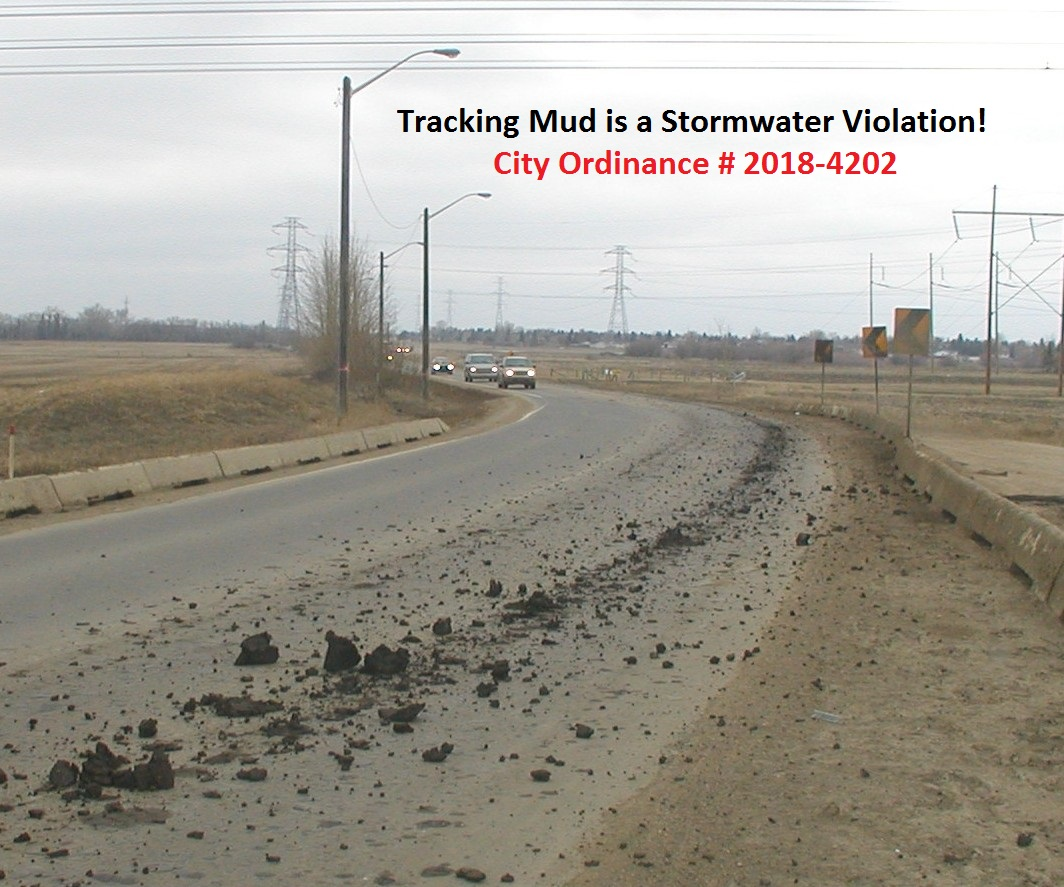 Tracking Mud is a Stormwater Violation!
City Ordinance # 2018-4202